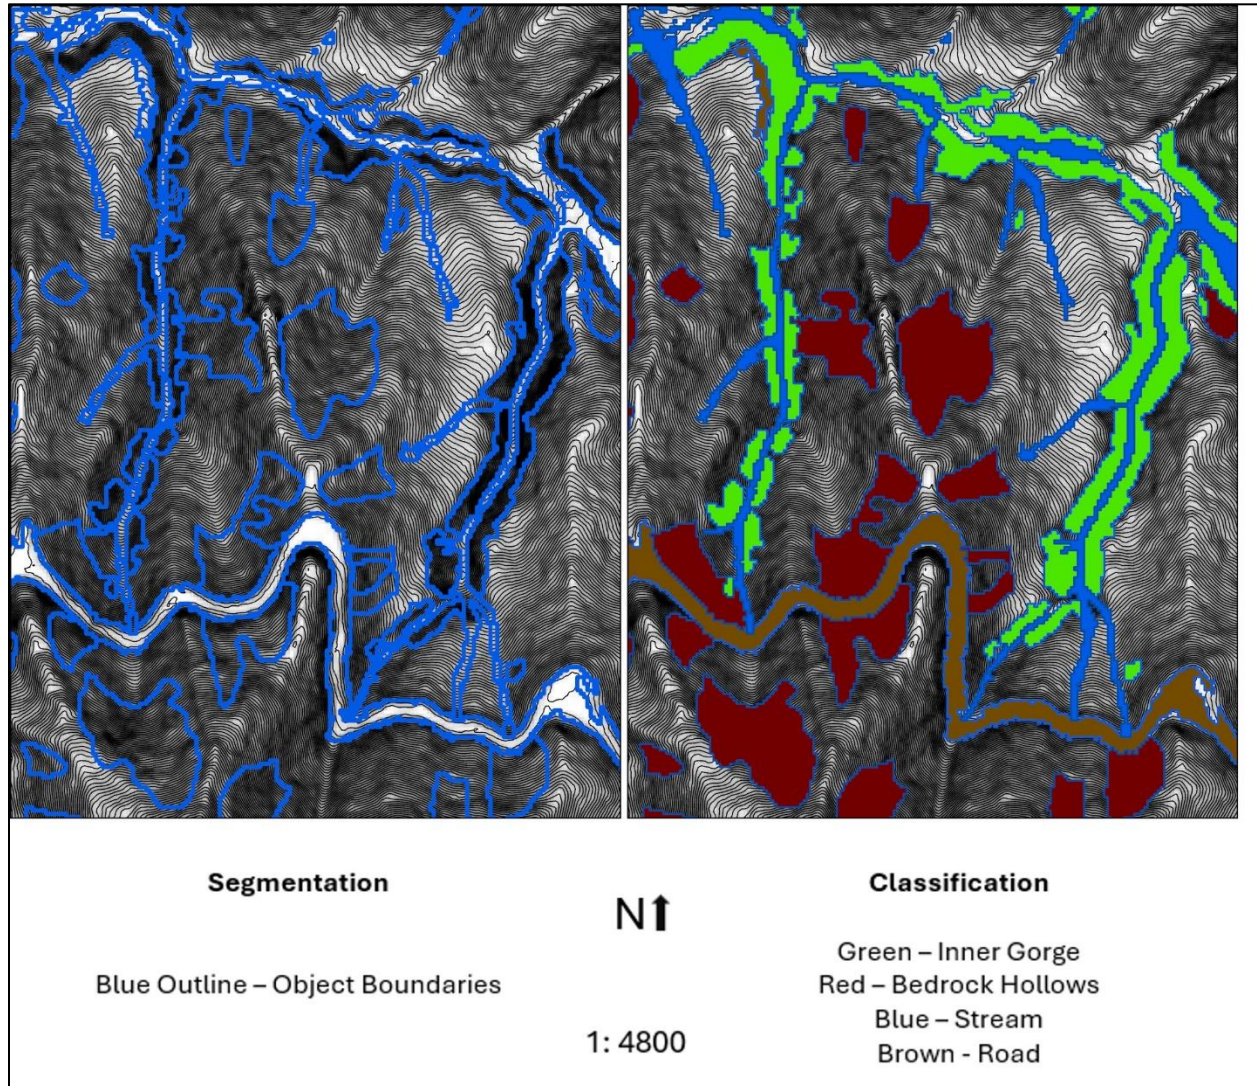 Segmentation
Classification
N
Blue Outline – Object Boundaries
Green – Inner Gorge
Red – Bedrock Hollows
Blue – Stream
Brown - Road
1: 4800